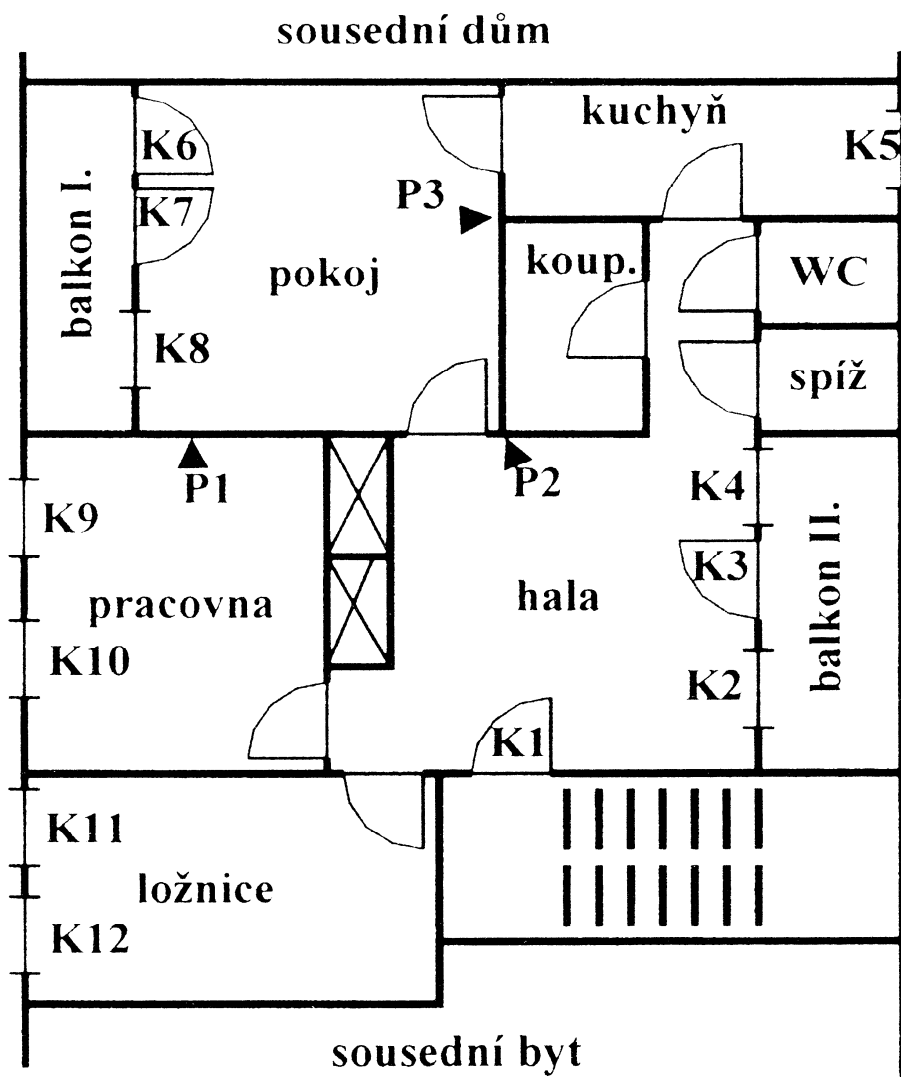 sousední dům
kuchyň
K6
K5
balkon I.
K7
P3
pokoj
koup.
WC
K8
spíž
P1
P2
K4
K9
K3
balkon II.
pracovna
hala
K10
K2
K1
K11
ložnice
K12
sousední byt